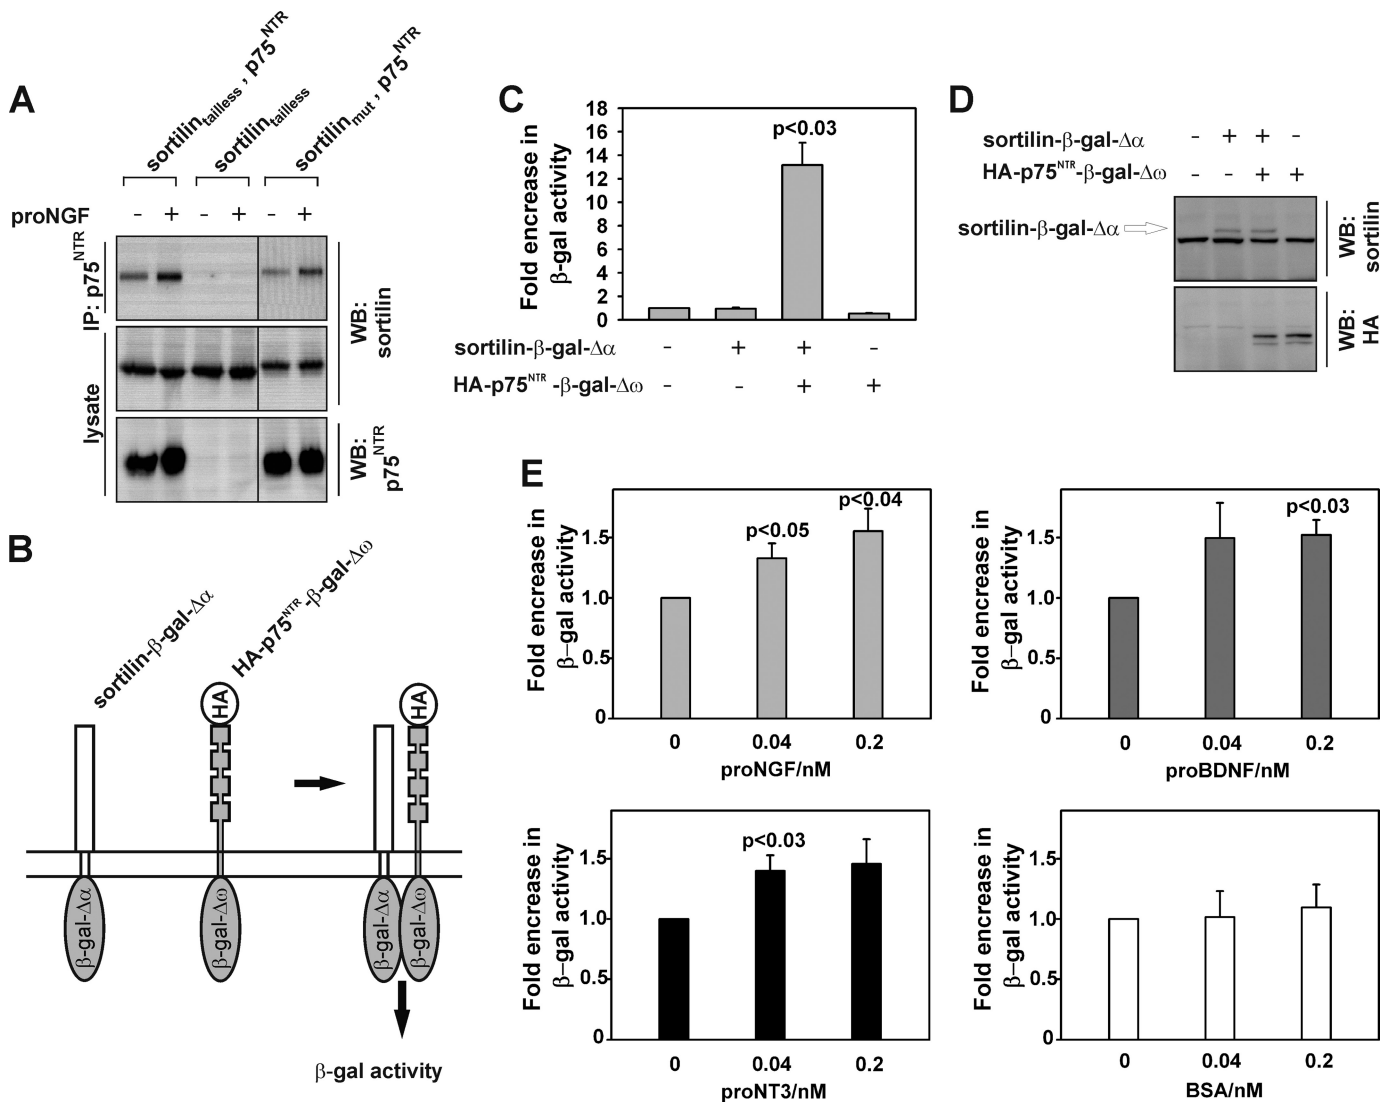 A
sortilin tailless, p75 NTR
sortilin tailless
sortilin mut, p75 NTR
proNGF - + - + - +
IP: p75 NTR
lysate
WB: sortilin
WB: p75 NTR
B
sortilin-β-gal-Δα
HA-p75 NTR-β-gal-Δω
HA
HA
β-gal-Δα
β-gal-Δω
β-gal-Δα
β-gal-Δω
β-gal activity
C
Fold encrease in
β-gal activity
18
16
14
12
10
8
6
4
2
0
p<0.03
sortilin-β-gal-Δα - + + -
HA-p75 NTR -β-gal-Δω - - + +
D
sortilin-β-gal-Δα - + + -
HA-p75 NTR-β-gal-Δω - - + +
sortilin-β-gal-Δα
WB: sortilin
WB: HA
E
Fold encrease in
β–gal activity
1.5
1.0
0.5
0
p<0.05
p<0.04
0 0.04 0.2
proNGF/nM
Fold encrease in
β–gal activity
1.5
1.0
0.5
0
p<0.03
0 0.04 0.2
proBDNF/nM
Fold encrease in
β–gal activity
1.5
1.0
0.5
0
p<0.03
0 0.04 0.2
proNT3/nM
Fold encrease in
β–gal activity
1.5
1.0
0.5
0
0 0.04 0.2
BSA/nM